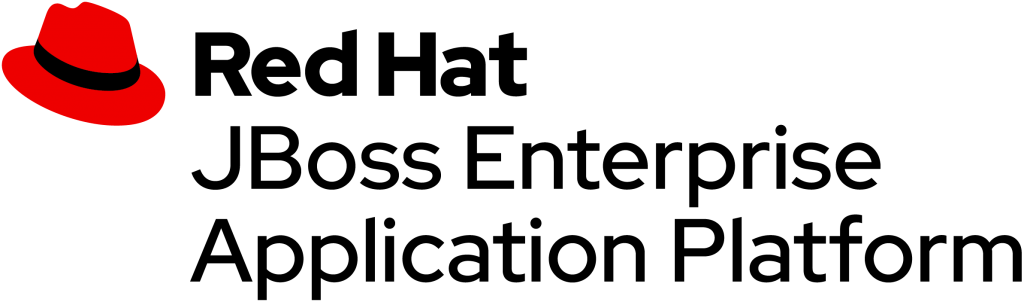 Red Hat
JBoss Enterprise
Application Platform